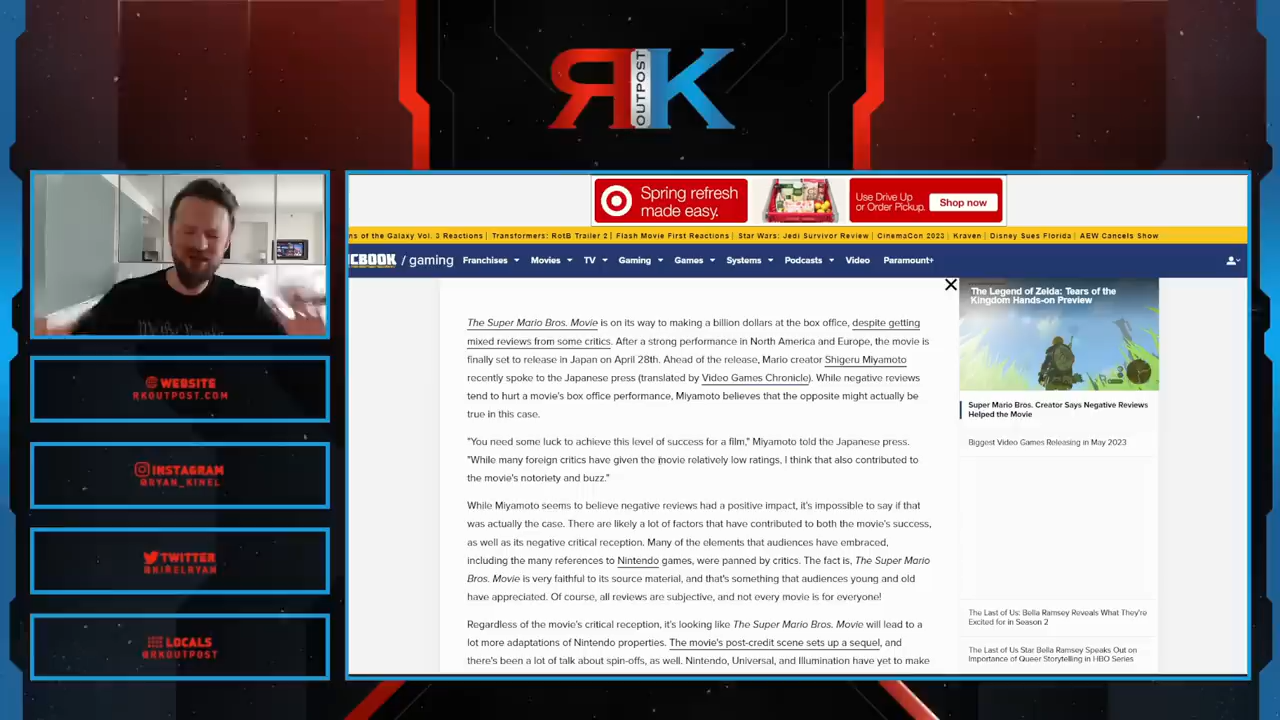 RK
OUTPOST
Spring refresh
made easy.
Use Drive Up
or Order Pickup.
Shop now
ns of the Galaxy Vol. 3 Reactions | Transformers: RotB Trailer 2 | Flash Movie First Reactions | Star Wars: Jedi Survivor Review | CinemaCon 2023 | Kraven | Disney Sues Florida | AEW Cancels Show
CBOOK / gaming Franchises Movies TV Gaming Games Systems Podcasts Video Paramount+
The Super Mario Bros. Movie is on its way to making a billion dollars at the box office, despite getting
mixed reviews from some critics. After a strong performance in North America and Europe, the movie is
finally set to release in Japan on April 28th. Ahead of the release, Mario creator Shigeru Miyamoto
recently spoke to the Japanese press (translated by Video Games Chronicle). While negative reviews
tend to hurt a movie's box office performance, Miyamoto believes that the opposite might actually be
true in this case.
"You need some luck to achieve this level of success for a film," Miyamoto told the Japanese press.
"While many foreign critics have given the movie relatively low ratings, I think that also contributed to
the movie's notoriety and buzz."
While Miyamoto seems to believe negative reviews had a positive impact, it's impossible to say if that
was actually the case. There are likely a lot of factors that have contributed to both the movie's success,
as well as its negative critical reception. Many of the elements that audiences have embraced,
including the many references to Nintendo games, were panned by critics. The fact is, The Super Mario
Bros. Movie is very faithful to its source material, and that's something that audiences young and old
have appreciated. Of course, all reviews are subjective, and not every movie is for everyone!
Regardless of the movie's critical reception, it's looking like The Super Mario Bros. Movie will lead to a
lot more adaptations of Nintendo properties. The movie's post-credit scene sets up a sequel, and
there's been a lot of talk about spin-offs, as well. Nintendo, Universal, and Illumination have yet to make
The Legend of Zelda: Tears of the
Kingdom Hands-on Preview
Super Mario Bros. Creator Says Negative Reviews
Helped the Movie
Biggest Video Games Releasing in May 2023
The Last of Us: Bella Ramsey Reveals What They're
Excited for in Season 2
The Last of Us Star Bella Ramsey Speaks Out on
Importance of Queer Storytelling in HBO Series
WEBSITE
RKOUTPOST.COM
INSTAGRAM
@RYAN_KINEL
TWITTER
@KINELRYAN
LOCALS
@RKOUTPOST